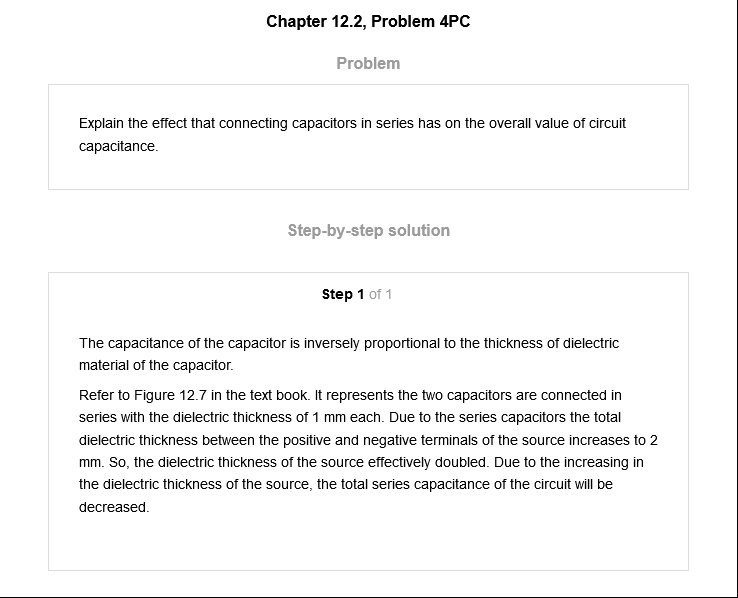 Chapter 12.2, Problem 4PC
Problem
Explain the effect that connecting capacitors in series has on the overall value of circuit
capacitance.
Step-by-step solution
Step 1 of 1
The capacitance of the capacitor is inversely proportional to the thickness of dielectric
material of the capacitor.
Refer to Figure 12.7 in the text book. It represents the two capacitors are connected in
series with the dielectric thickness of 1 mm each. Due to the series capacitors the total
dielectric thickness between the positive and negative terminals of the source increases to 2
mm. So, the dielectric thickness of the source effectively doubled. Due to the increasing in
the dielectric thickness of the source, the total series capacitance of the circuit will be
decreased.